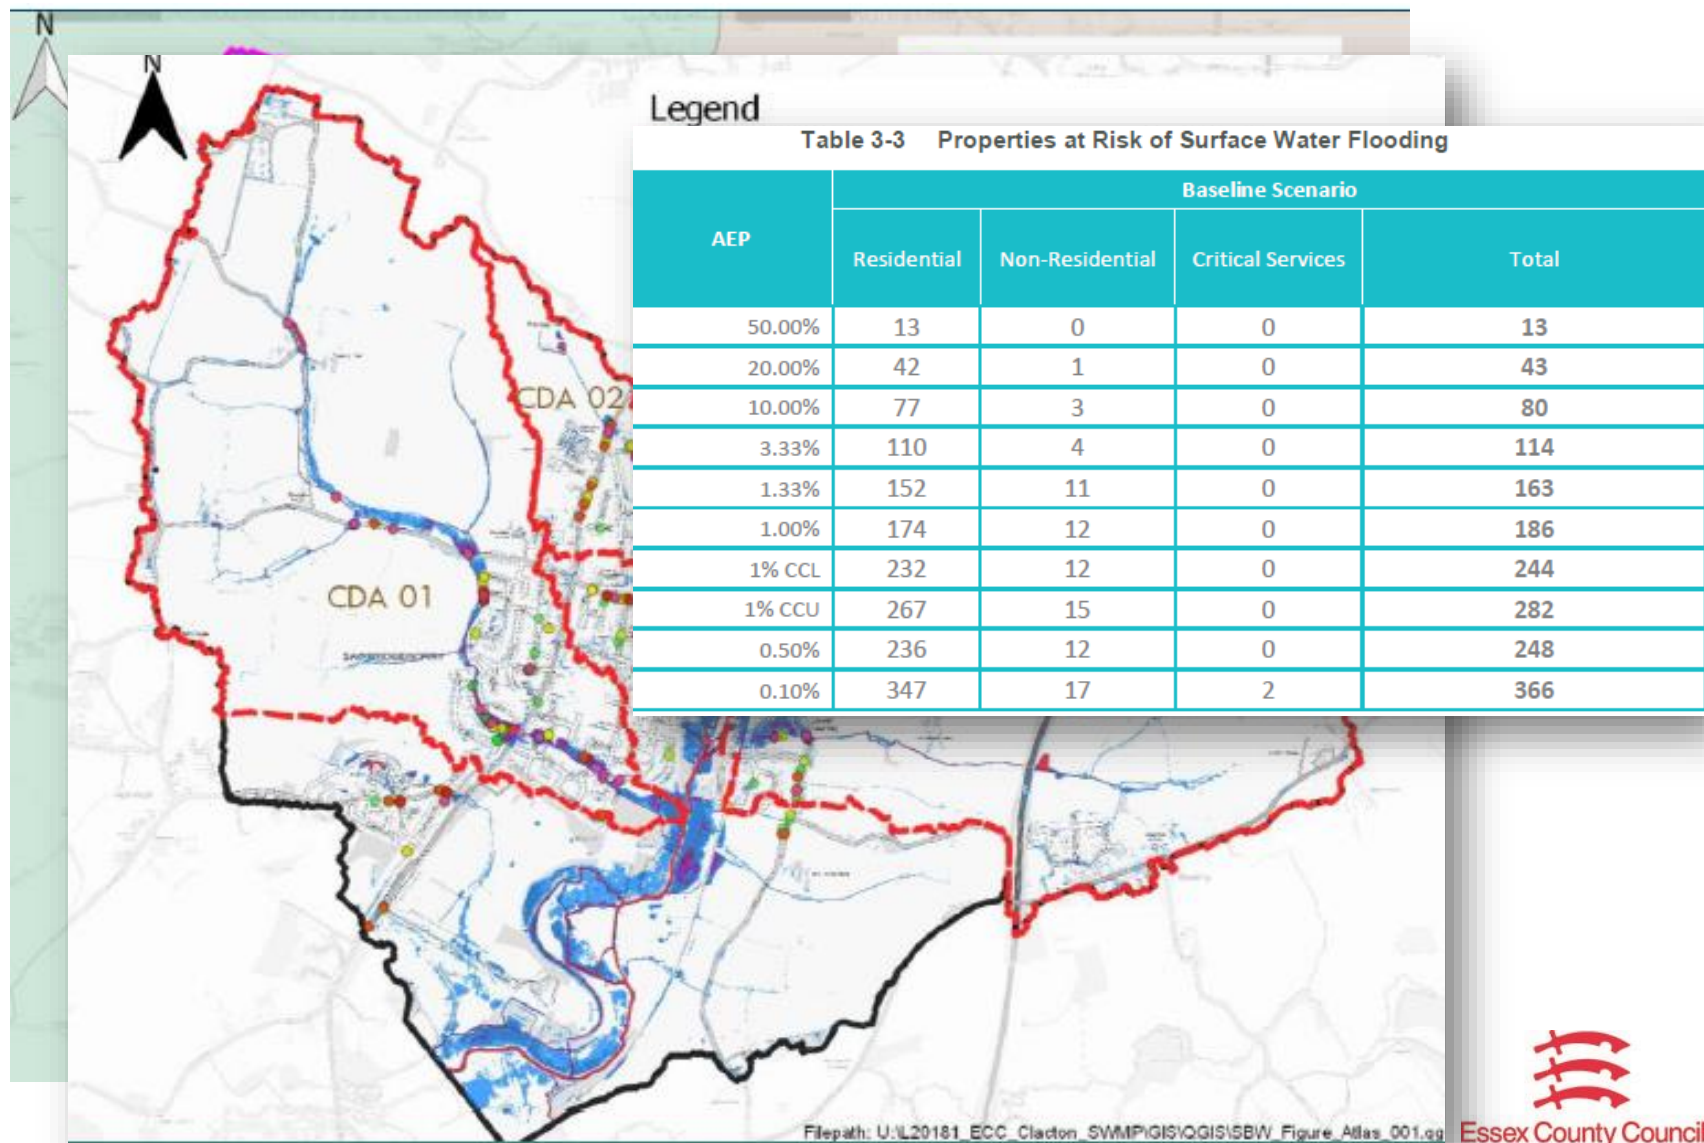 N
N
Legend
Table 3-3 Properties at Risk of Surface Water Flooding
AEP
Baseline Scenario
Residential Non-Residential Critical Services Total
50.00% 13 0 0 13
20.00% 42 1 0 43
10.00% 77 3 0 80
3.33% 110 4 0 114
1.33% 152 11 0 163
1.00% 174 12 0 186
1% CCL 232 12 0 244
1% CCU 267 15 0 282
0.50% 236 12 0 248
0.10% 347 17 2 366
CDA 02
CDA 01
Filepath: U:\L20181_ECC_Clacton_SWMP\GIS\QGIS\SBW_Figure_Atlas_001.qg
Essex County Council